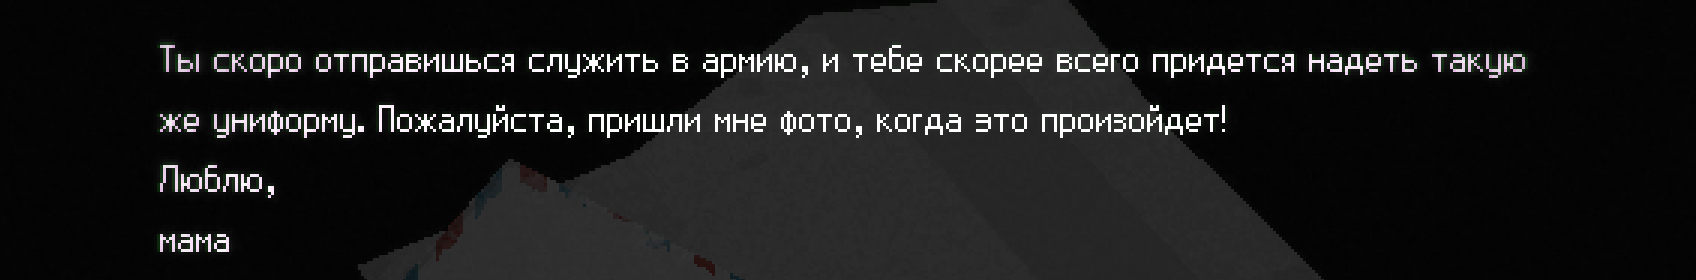 Ты скоро отправишься служить в армию, и тебе скорее всего придется надеть такую
же униформу. Пожалуйста, пришли мне фото, когда это произойдет!
Люблю,
мама